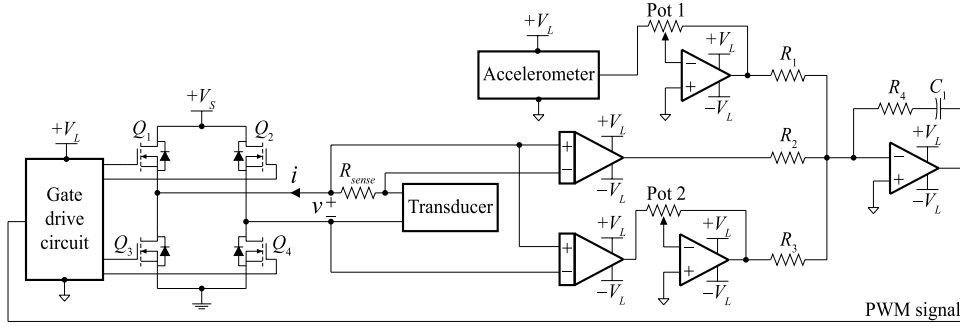 Pot 1
+V_L
+V_L
Accelerometer
−
+
−V_L
R_1
R_4
C_1
+V_S
+V_L
Q_1
Q_2
+V_L
+V_L
+
−
−V_L
R_2
−
+
−V_L
R_sense
i
v
+
−
Transducer
Gate
drive
circuit
Pot 2
Q_3
Q_4
+V_L
+
−
−V_L
+V_L
−
+
−V_L
R_3
PWM signal